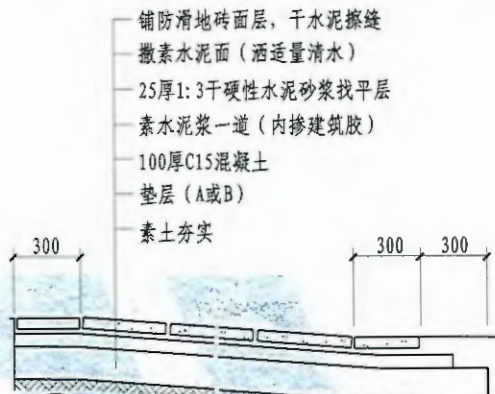 铺防滑地砖面层，干水泥擦缝
撒素水泥面（洒适量清水）
25厚1:3干硬性水泥砂浆找平层
素水泥浆一道（内掺建筑胶）
100厚C15混凝土
垫层（A或B）
素土夯实
300 300 300